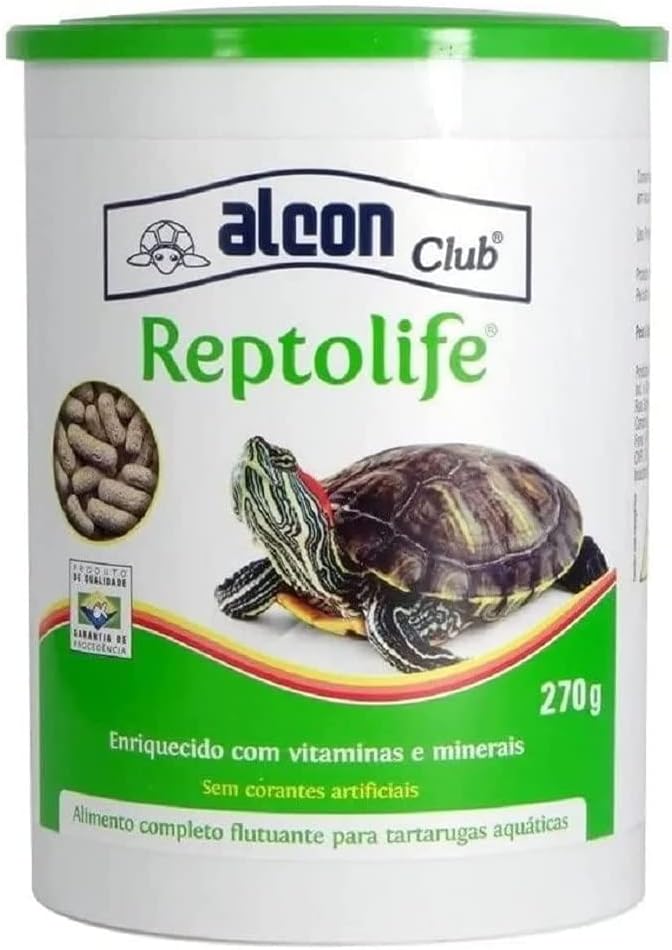 alcon Club®
Reptolife®
PRODUTO
DE QUALIDADE
GARANTIA DE
PROCEDÊNCIA
270g
Enriquecido com vitaminas e minerais
Sem corantes artificiais
Alimento completo flutuante para tartarugas aquáticas